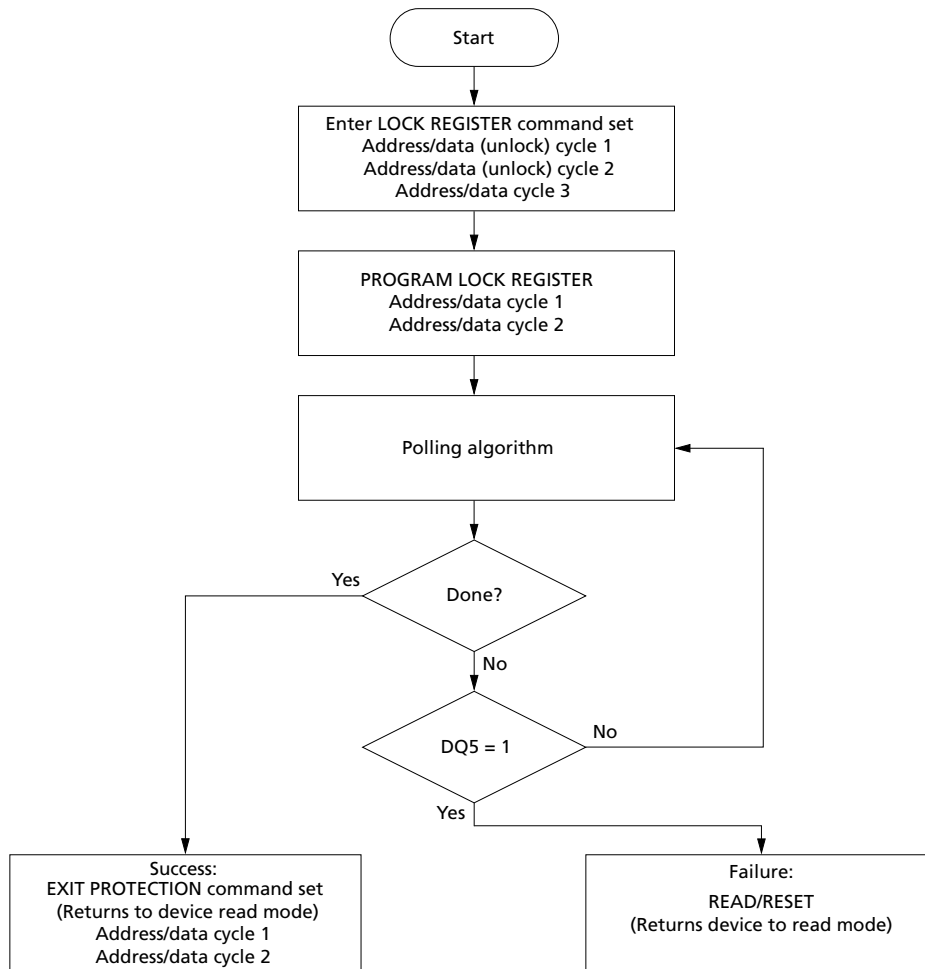 Start
Enter LOCK REGISTER command set
Address/data (unlock) cycle 1
Address/data (unlock) cycle 2
Address/data cycle 3
PROGRAM LOCK REGISTER
Address/data cycle 1
Address/data cycle 2
Polling algorithm
Yes
Done?
No
DQ5 = 1
No
Yes
Success:
EXIT PROTECTION command set
(Returns to device read mode)
Address/data cycle 1
Address/data cycle 2
Failure:
READ/RESET
(Returns device to read mode)